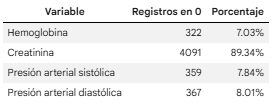 Variable Registros en 0 Porcentaje
Hemoglobina 322 7.03%
Creatinina 4091 89.34%
Presión arterial sistólica 359 7.84%
Presión arterial diastólica 367 8.01%